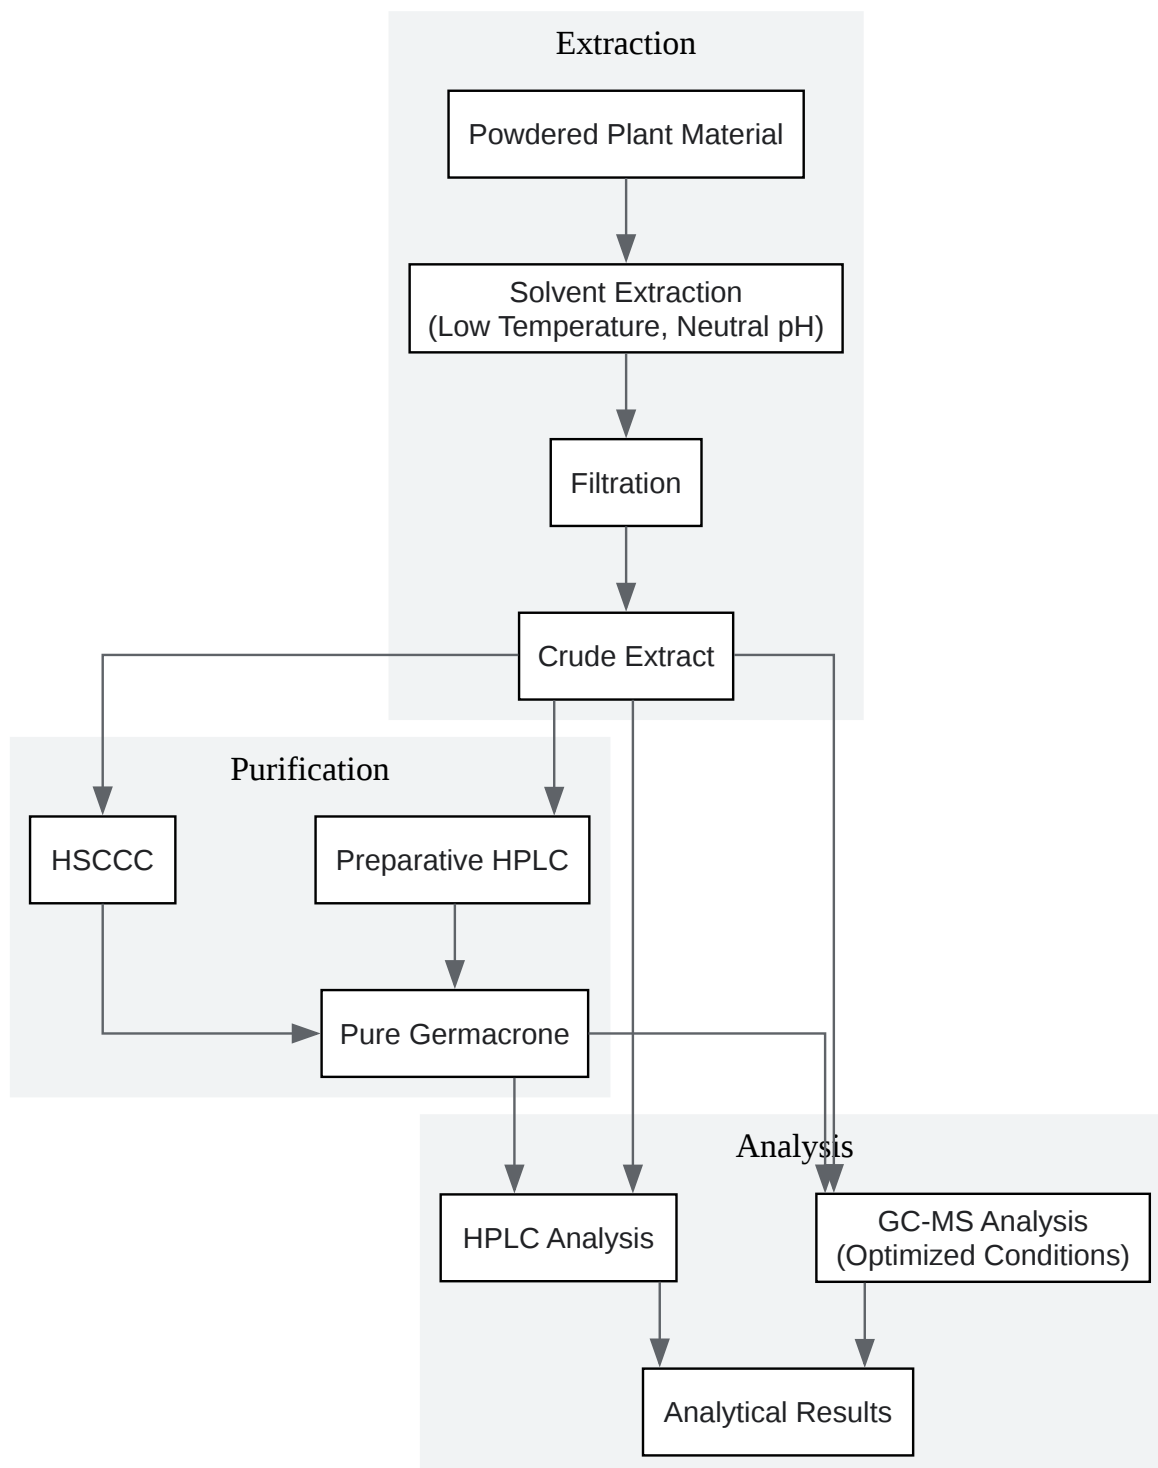 Extraction
Powdered Plant Material
Solvent Extraction
(Low Temperature, Neutral pH)
Filtration
Crude Extract
Purification
HSCCC
Preparative HPLC
Pure Germacrone
Analysis
HPLC Analysis
GC-MS Analysis
(Optimized Conditions)
Analytical Results